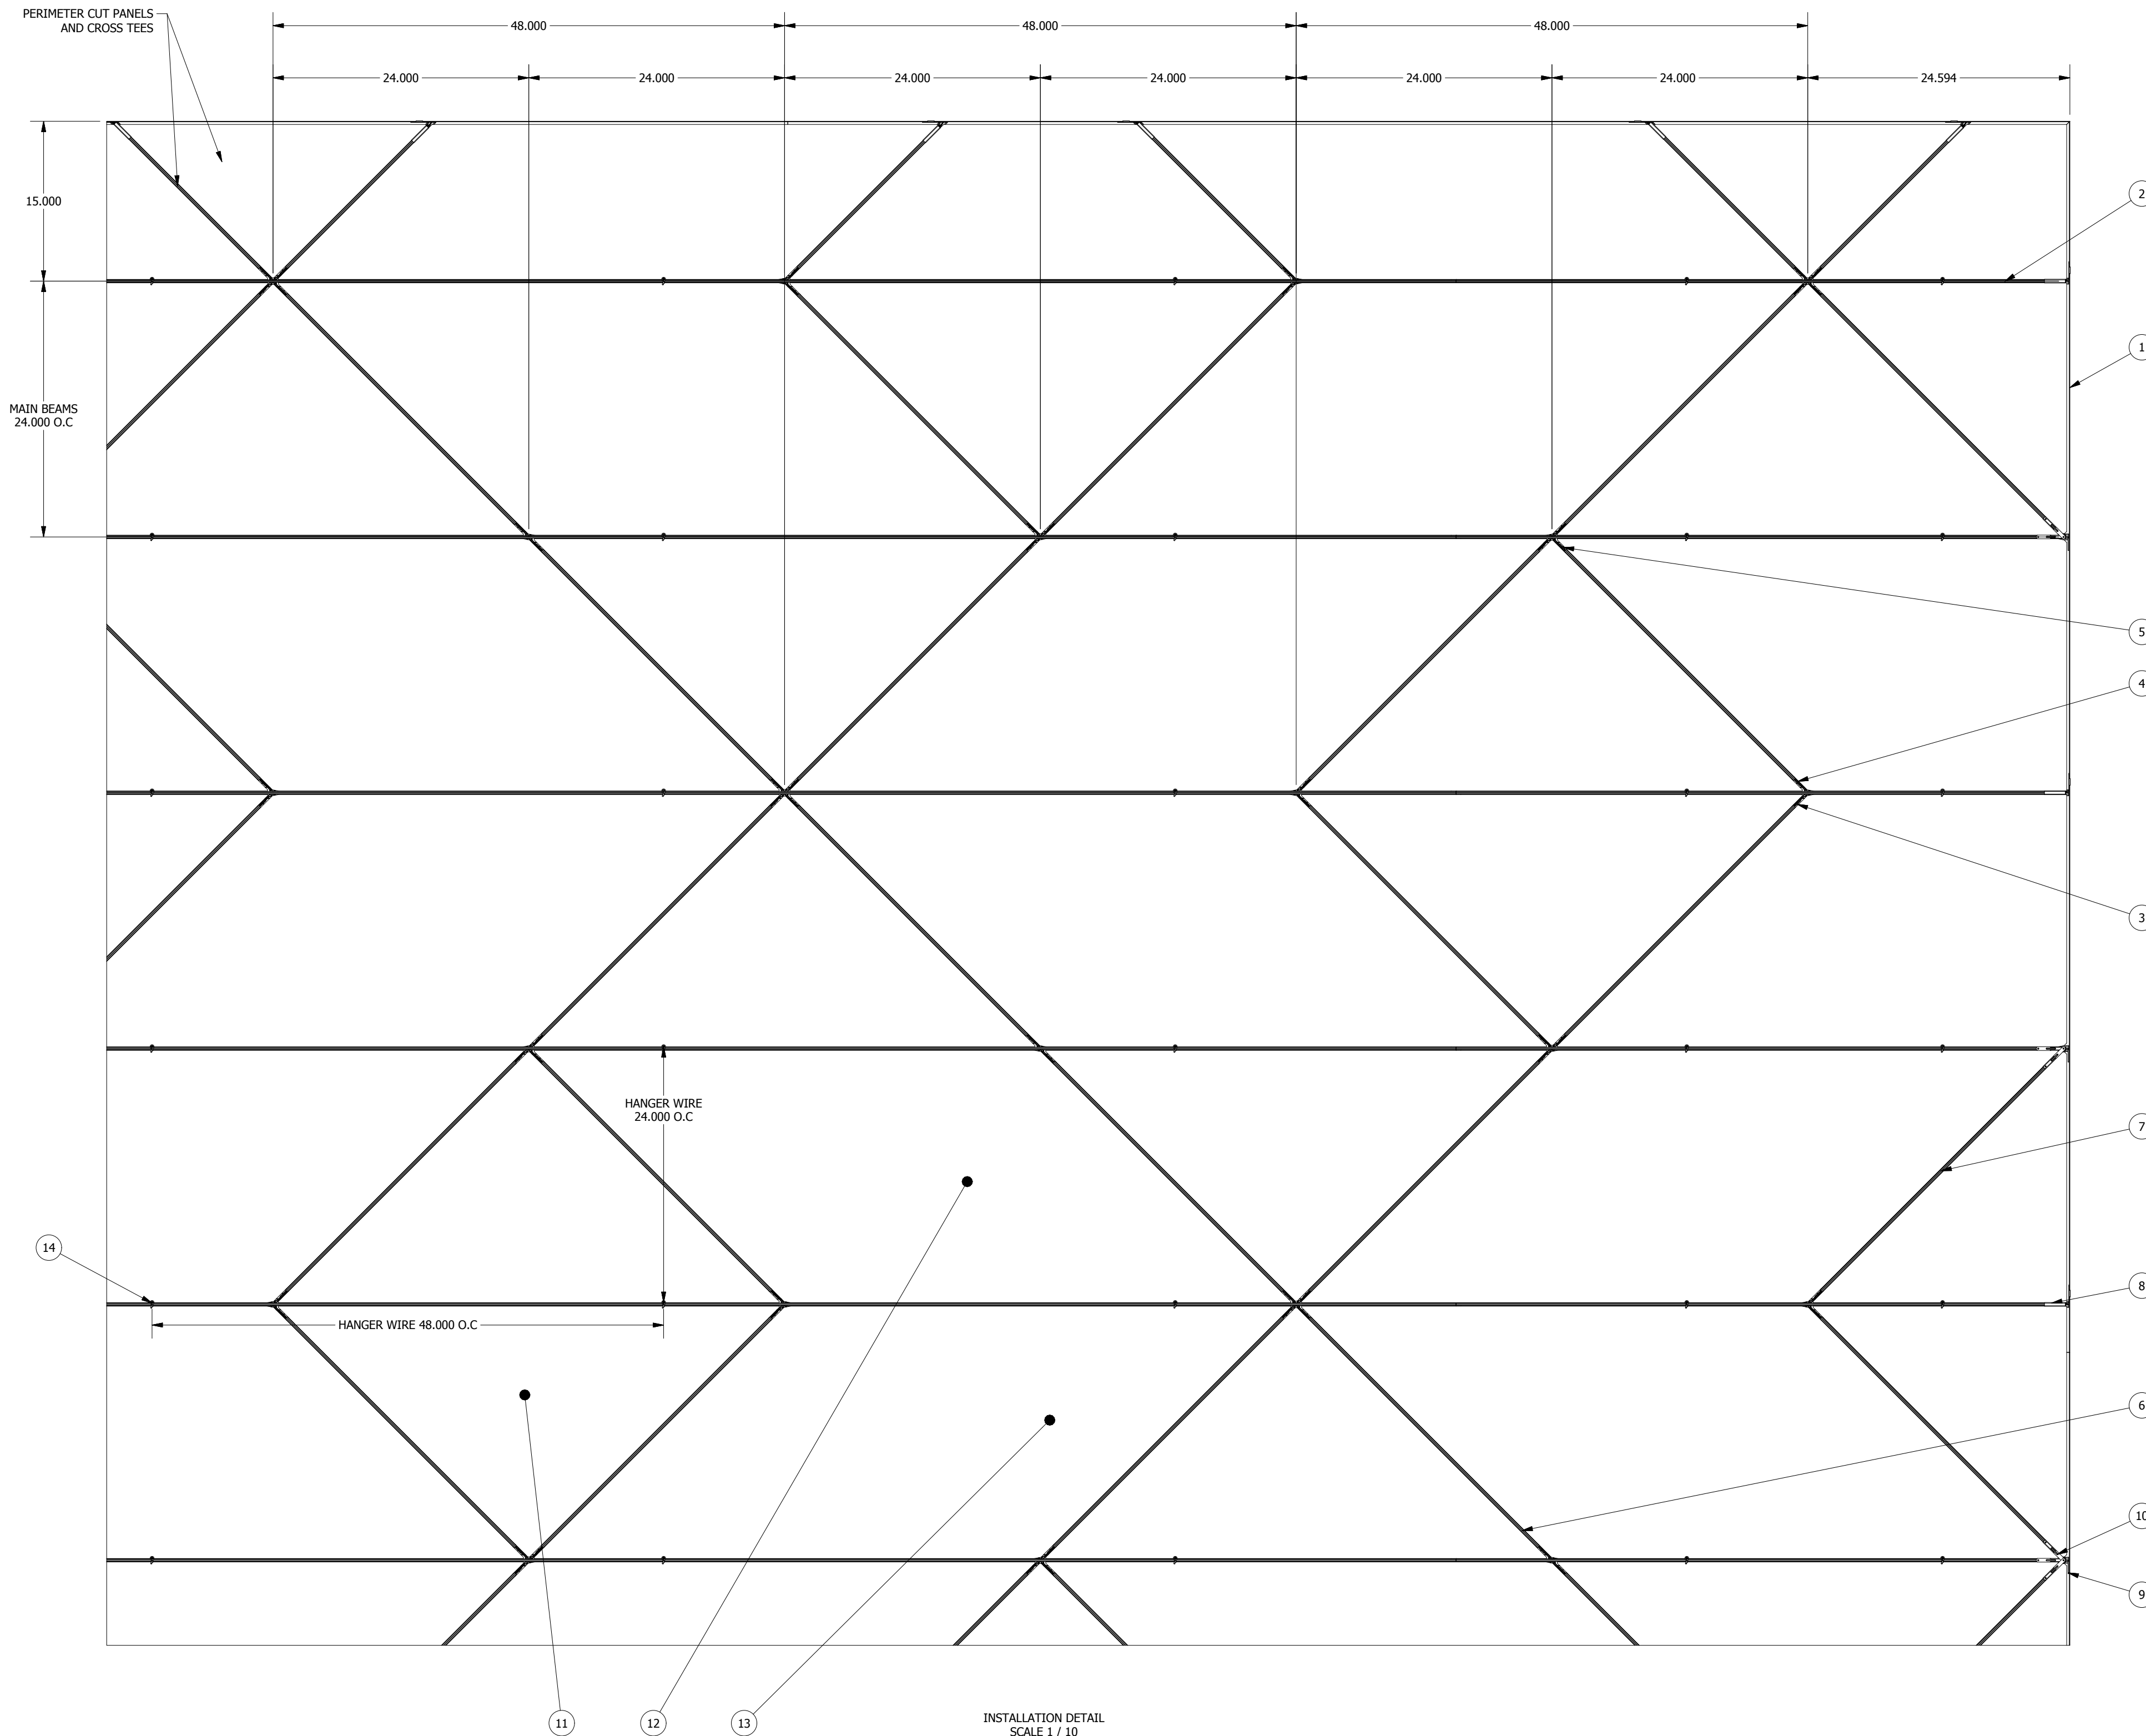 PERIMETER CUT PANELS
AND CROSS TEES
48.000
48.000
48.000
24.000
24.000
24.000
24.000
24.000
24.000
24.594
15.000
2
1
MAIN BEAMS
24.000 O.C
5
4
3
HANGER WIRE
24.000 O.C
7
14
8
HANGER WIRE 48.000 O.C
6
10
9
11
12
13
INSTALLATION DETAIL
SCALE 1 / 10